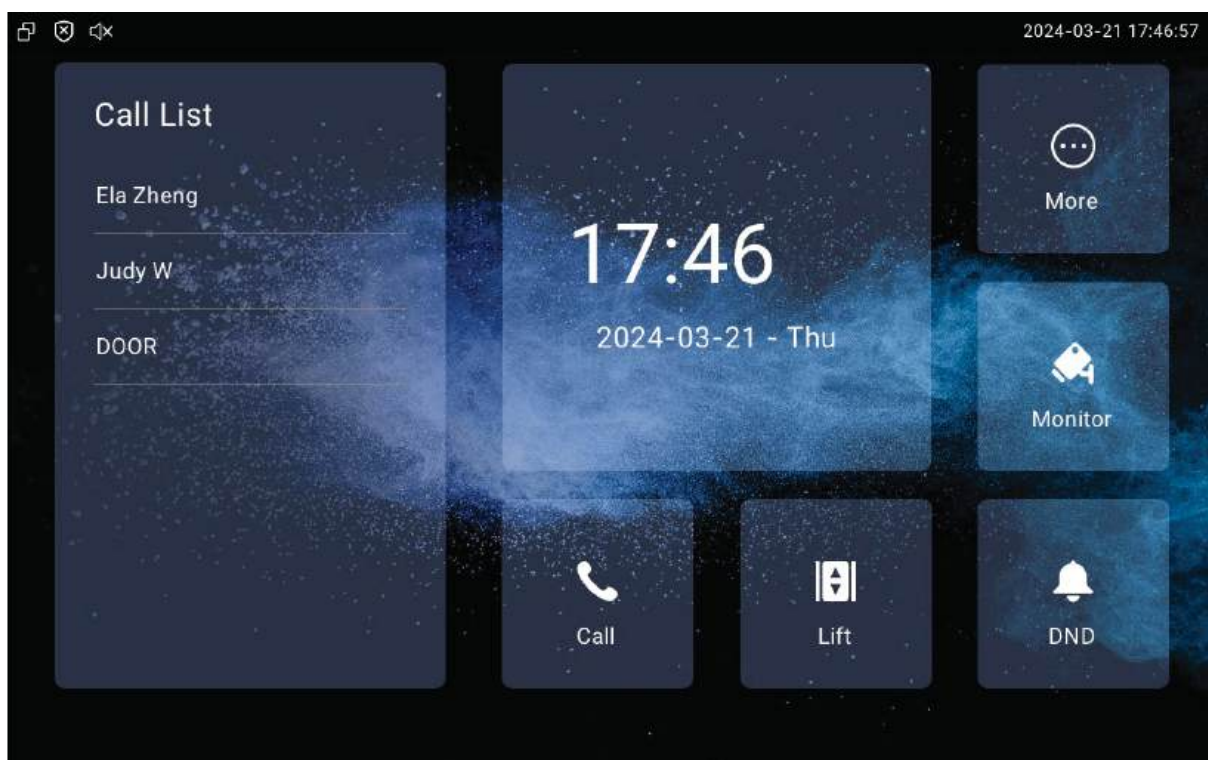 2024-03-21 17:46:57
Call List
Ela Zheng
Judy W
DOOR
17:46
2024-03-21 - Thu
More
Monitor
Call
Lift
DND